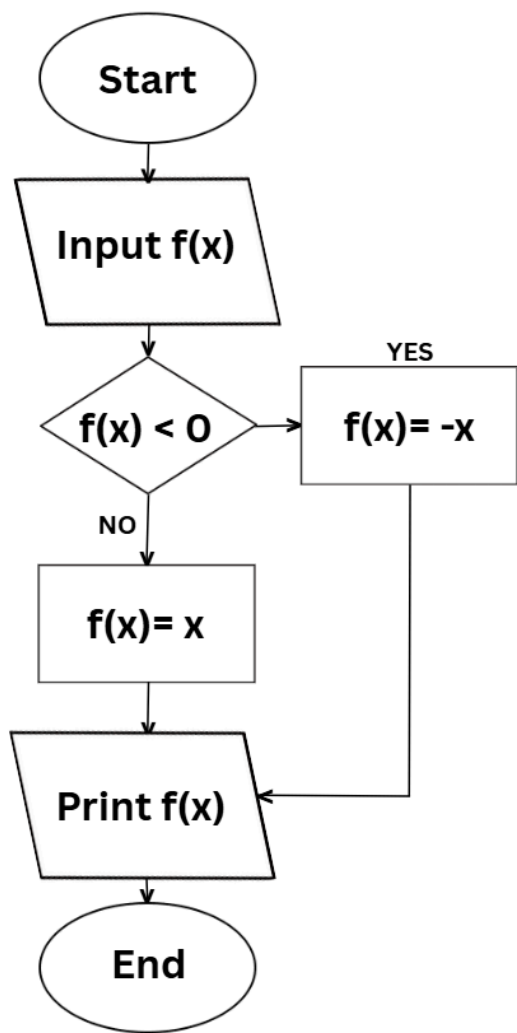 Start
Input f(x)
f(x) < 0
YES
f(x)= -x
NO
f(x)= x
Print f(x)
End